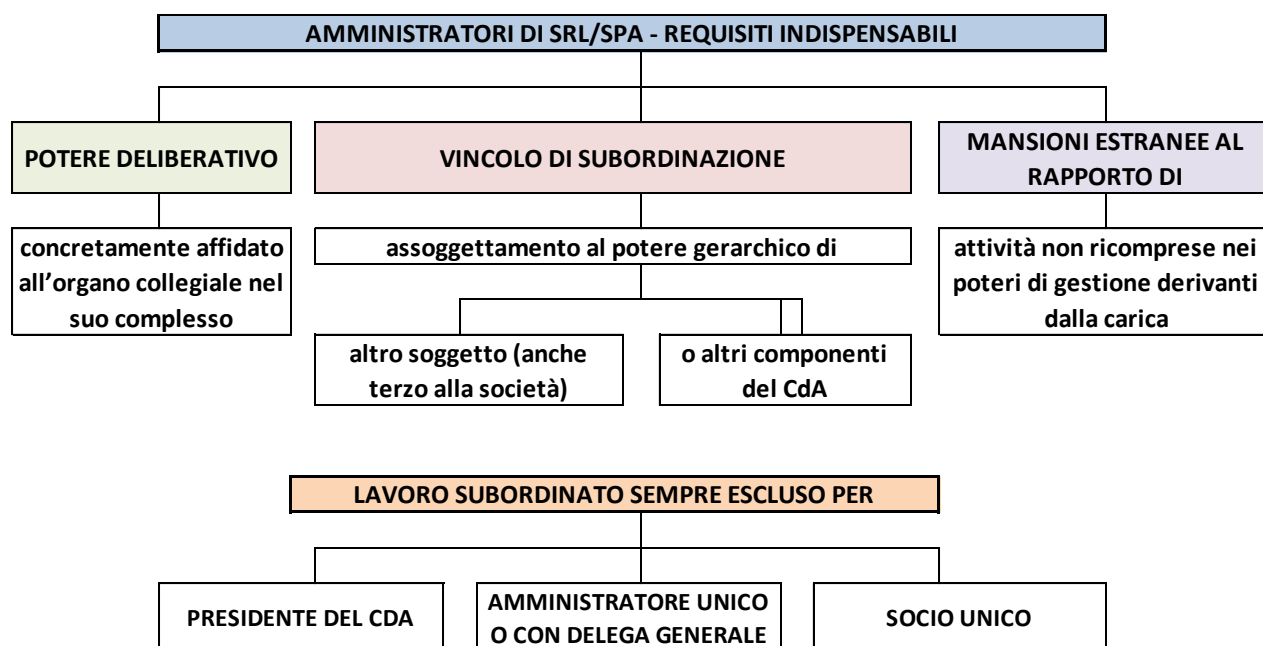 AMMINISTRATORI DI SRL/SPA - REQUISITI INDISPENSABILI
POTERE DELIBERATIVO
VINCOLO DI SUBORDINAZIONE
MANSIONI ESTRANEE AL
RAPPORTO DI
concretamente affidato
all’organo collegiale nel
suo complesso
assoggettamento al potere gerarchico di
attività non ricomprese nei
poteri di gestione derivanti
dalla carica
altro soggetto (anche
terzo alla società)
o altri componenti
del CdA
LAVORO SUBORDINATO SEMPRE ESCLUSO PER
PRESIDENTE DEL CDA
AMMINISTRATORE UNICO
O CON DELEGA GENERALE
SOCIO UNICO